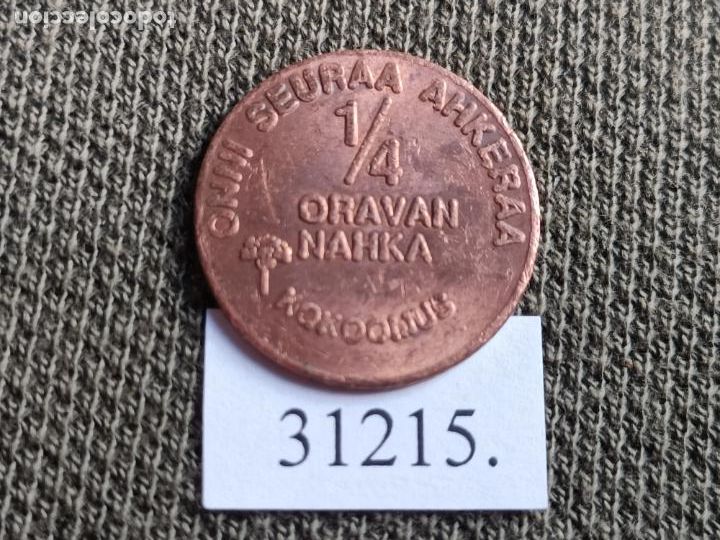 todocoleccion
ONNI SEURAA AHKERAA
1/4
ORAVAN
NAHKA
KOKOOMUS
31215.